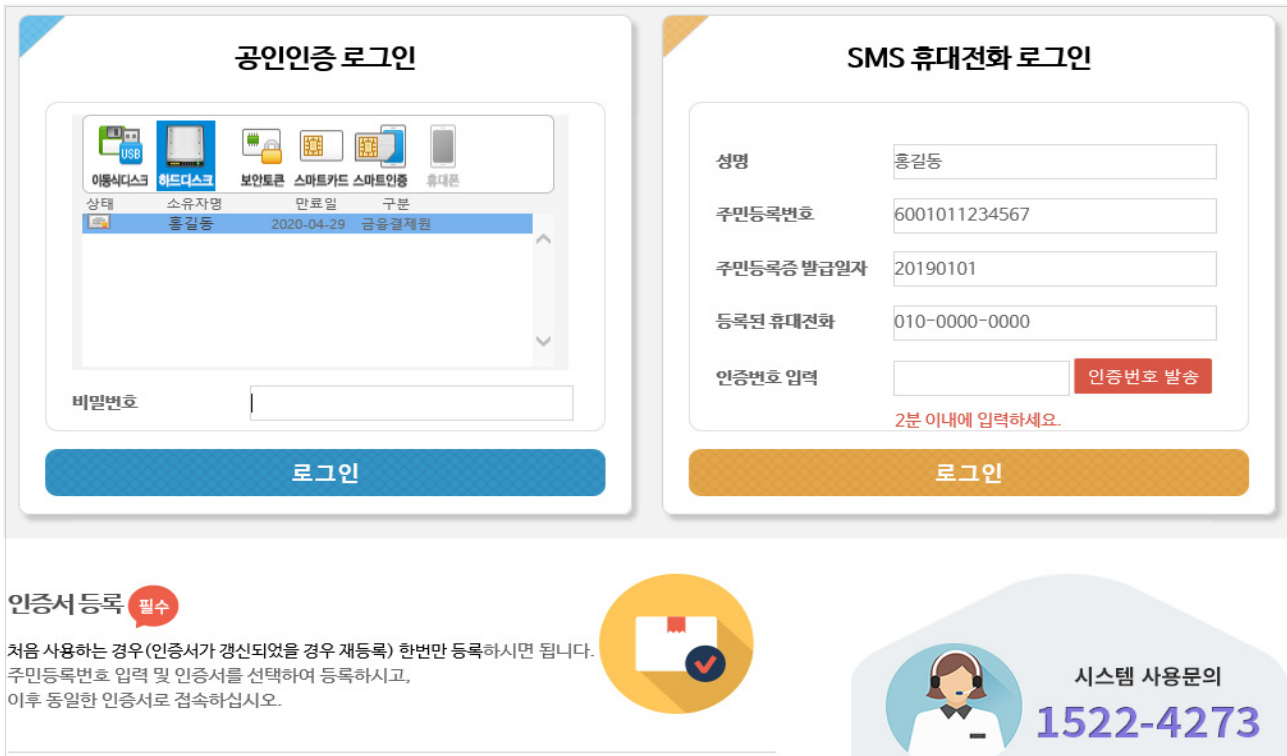 공인인증 로그인
USB
이동식디스크 하드디스크 보안토큰 스마트카드 스마트인증 휴대폰
상태 소유자명 만료일 구분
홍길동 2020-04-29 금융결제원
비밀번호
로그인
SMS 휴대전화 로그인
성명 홍길동
주민등록번호 6001011234567
주민등록증 발급일자 20190101
등록된 휴대전화 010-0000-0000
인증번호 입력 인증번호 발송
2분 이내에 입력하세요.
로그인
인증서 등록 필수
처음 사용하는 경우(인증서가 갱신되었을 경우 재등록) 한번만 등록하시면 됩니다.
주민등록번호 입력 및 인증서를 선택하여 등록하시고,
이후 동일한 인증서로 접속하십시오.
시스템 사용문의
1522-4273